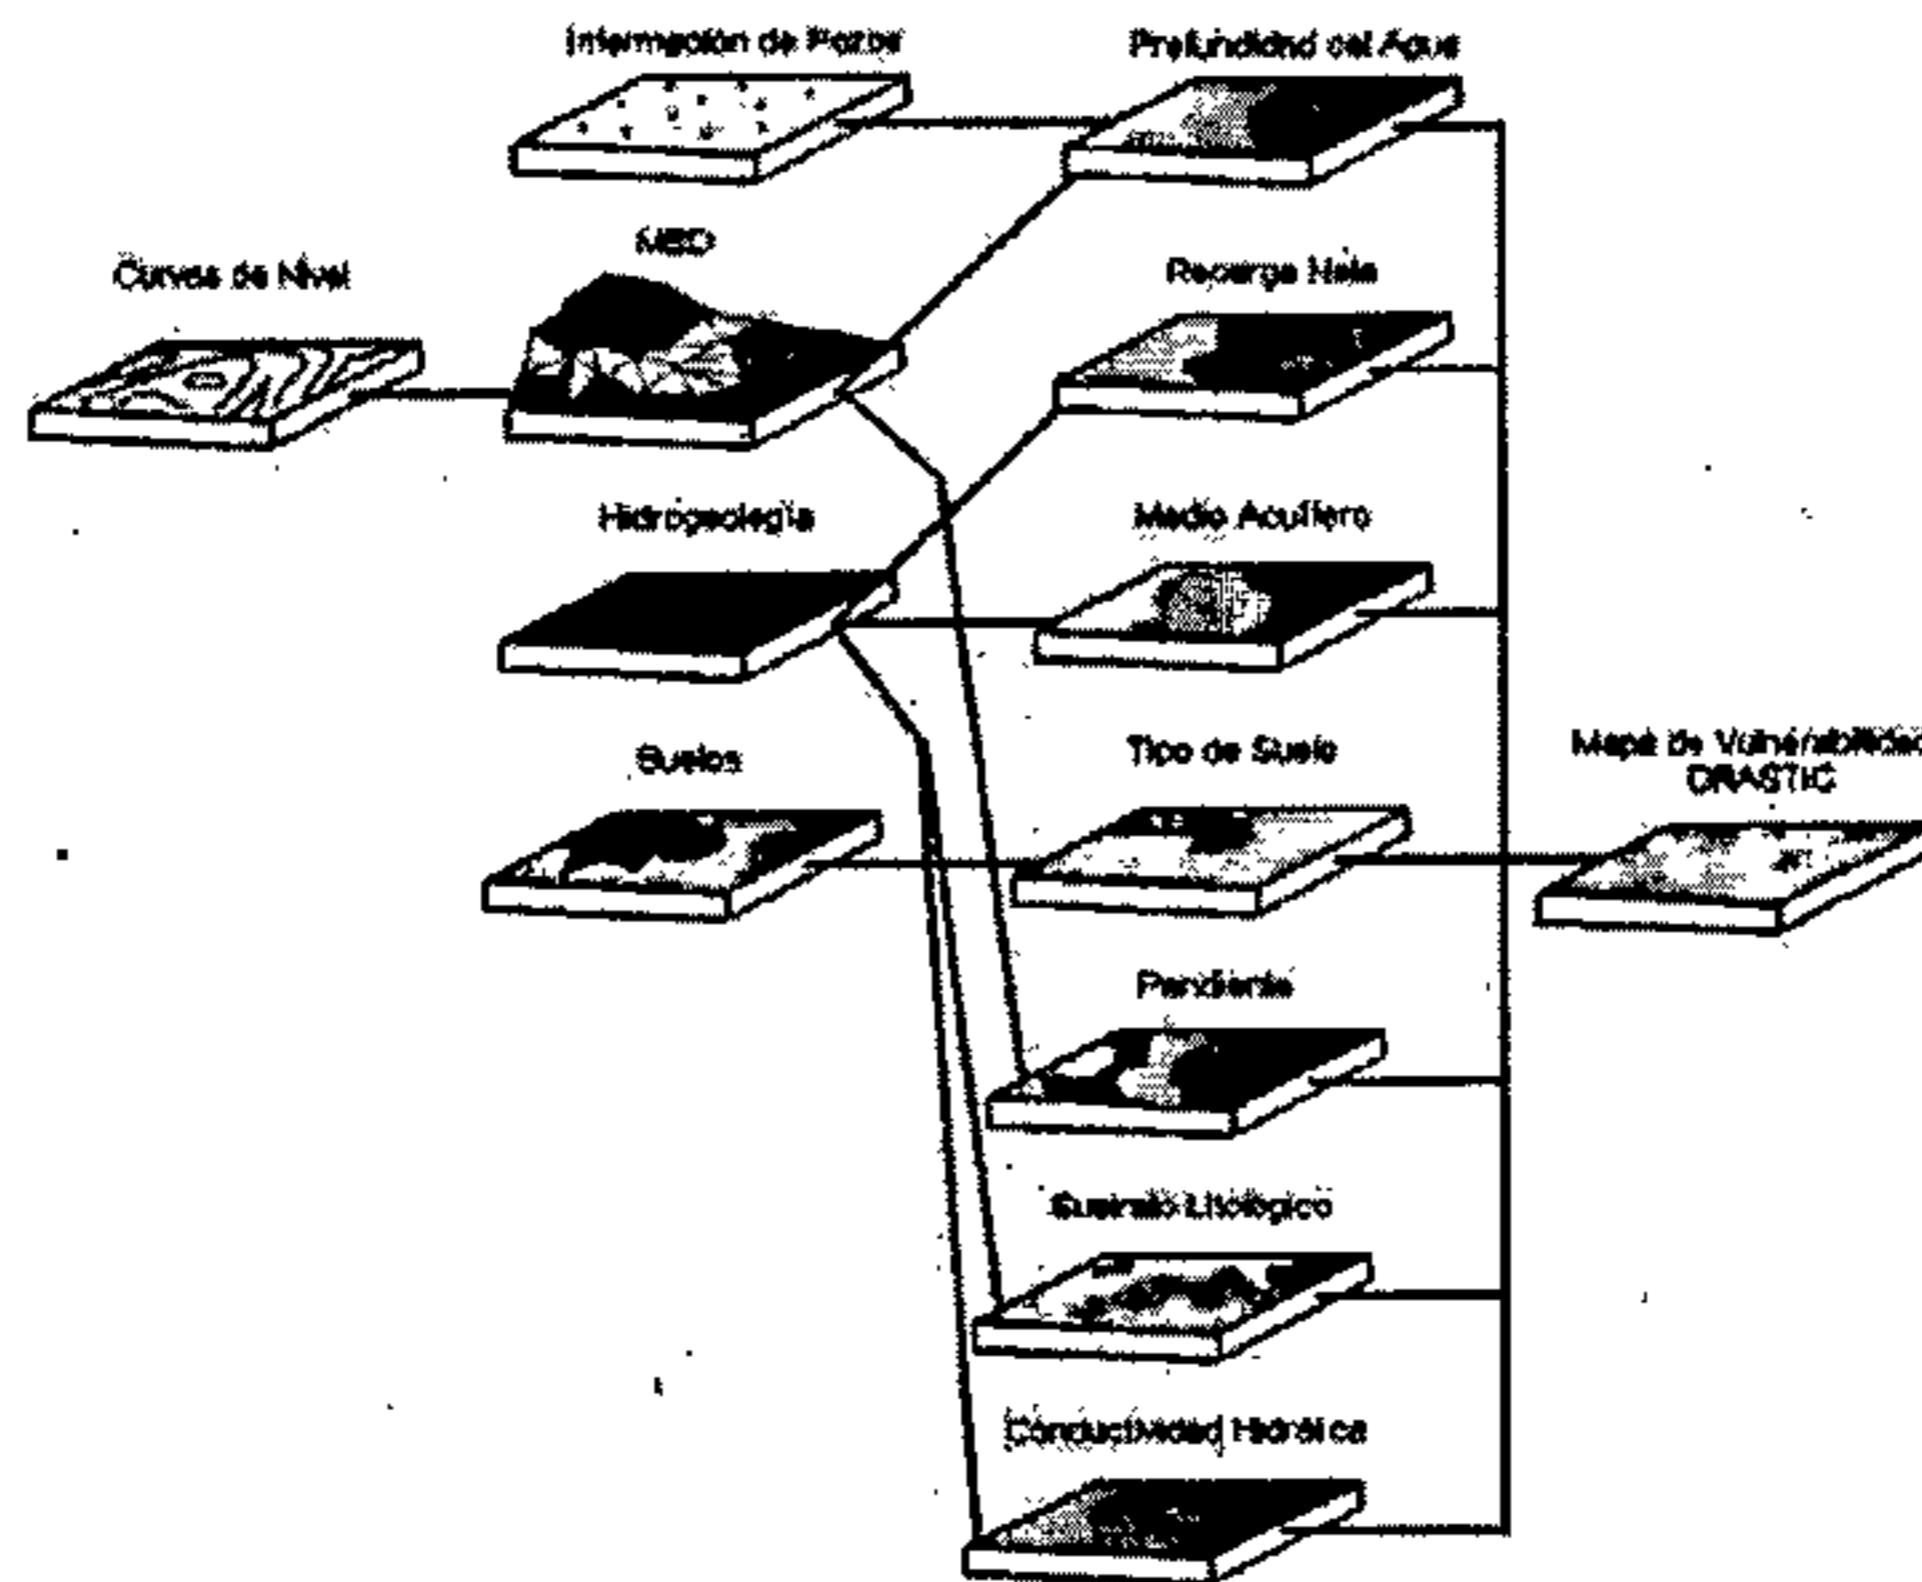 Información de Pozos
Profundidad del Agua
MED
Curvas de Nivel
Recarga Neta
Hidrogeología
Medio Acuífero
Suelos
Tipo de Suelo
Mapa de Vulnerabilidad
DRASTIC
Pendiente
Sustrato Litológico
Conductividad